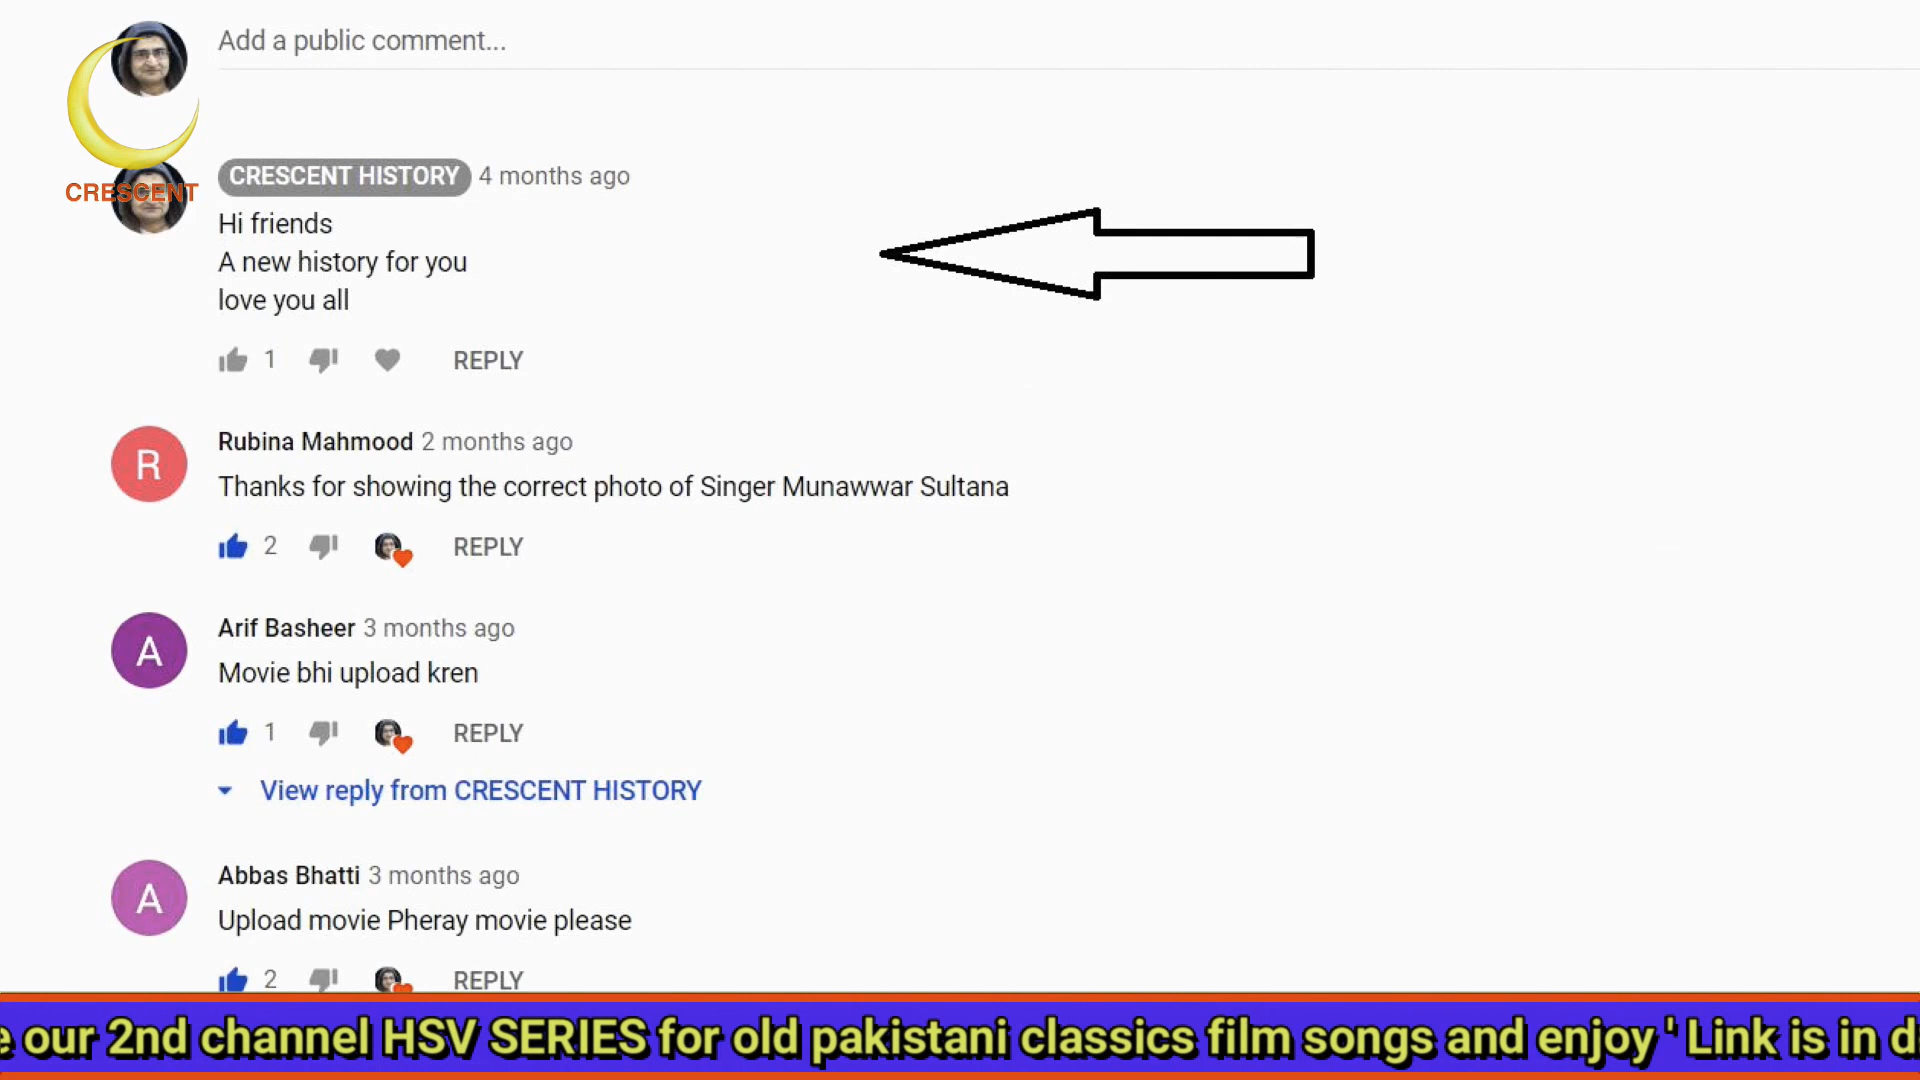 Add a public comment...
CRESCENT
CRESCENT HISTORY 4 months ago
Hi friends
A new history for you
love you all
1 REPLY
R
Rubina Mahmood 2 months ago
Thanks for showing the correct photo of Singer Munawwar Sultana
2 REPLY
A
Arif Basheer 3 months ago
Movie bhi upload kren
1 REPLY
View reply from CRESCENT HISTORY
A
Abbas Bhatti 3 months ago
Upload movie Pheray movie please
2 REPLY
our 2nd channel HSV SERIES for old pakistani classics film songs and enjoy ' Link is in